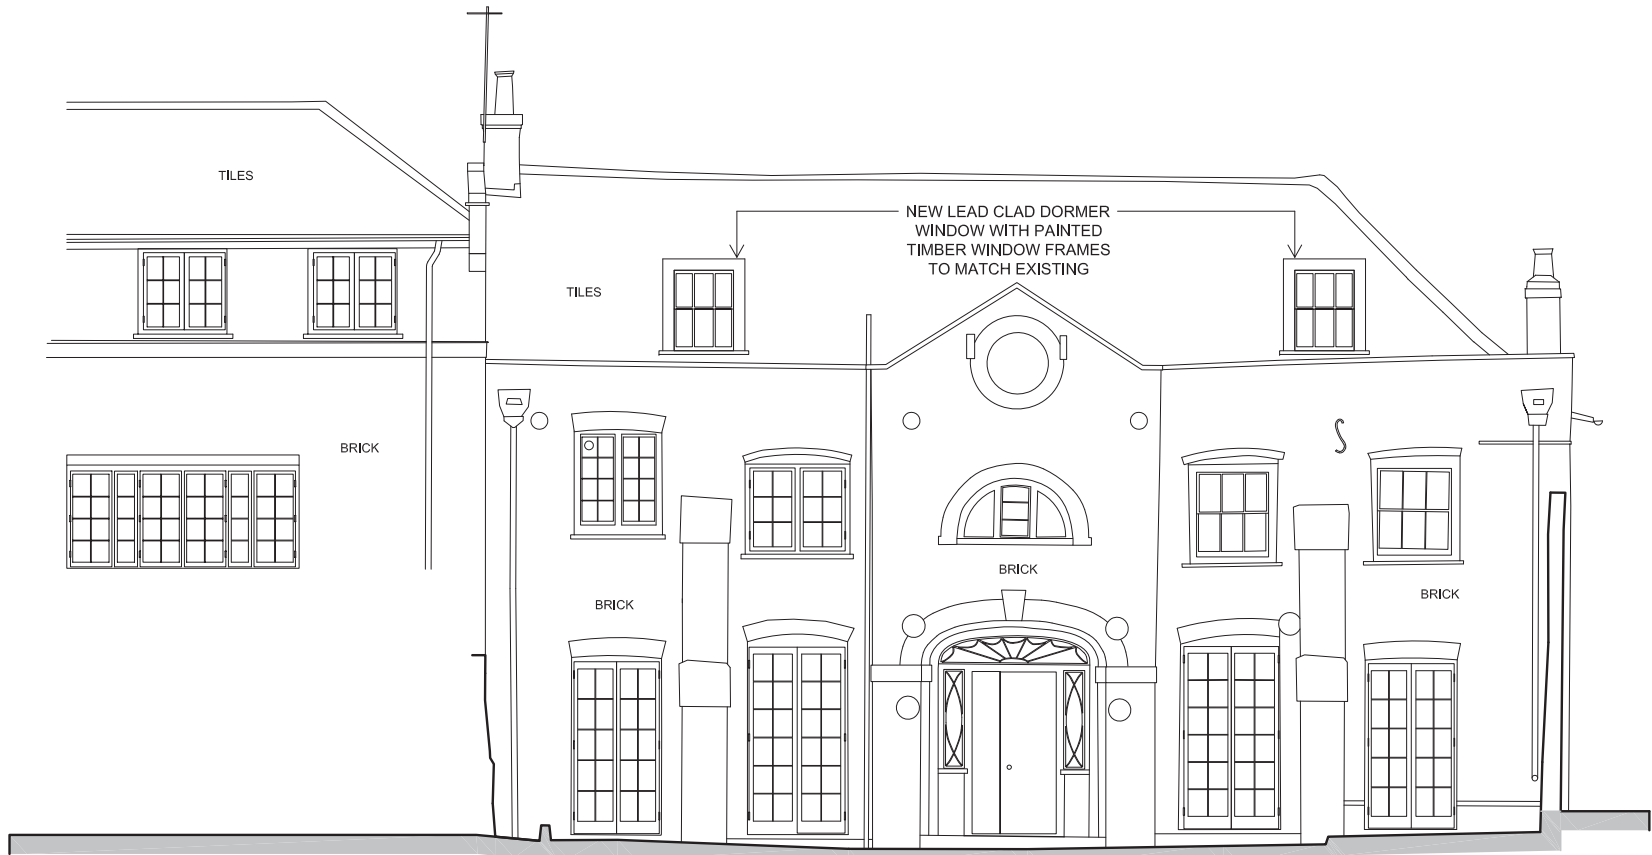 TILES
NEW LEAD CLAD DORMER
WINDOW WITH PAINTED
TIMBER WINDOW FRAMES
TO MATCH EXISTING
TILES
BRICK
BRICK
BRICK
BRICK